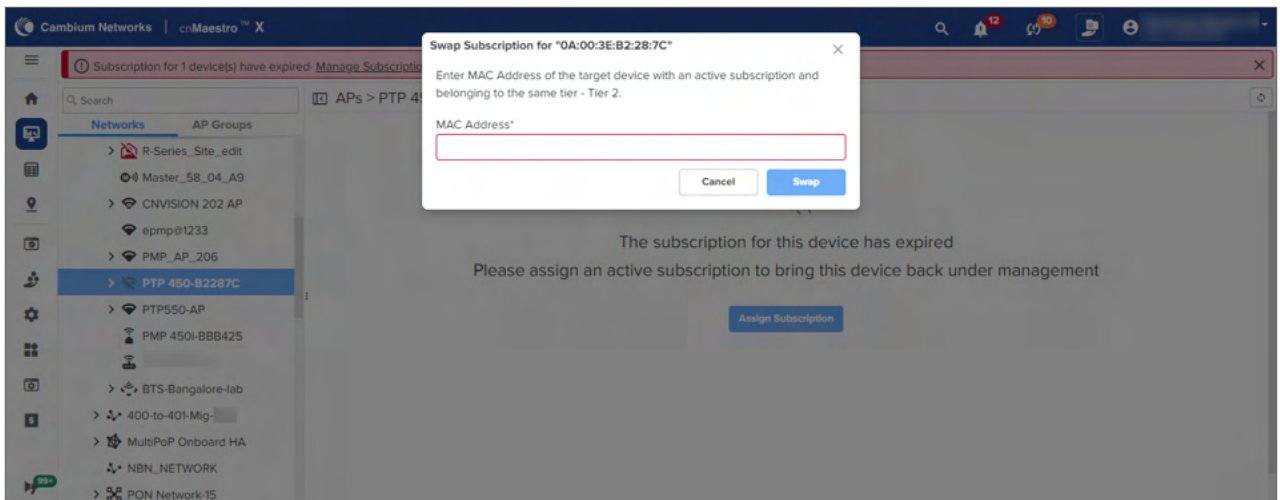 Cambium Networks | cnMaestro™ X
12
10
Swap Subscription for "0A:00:3E:B2:28:7C"
Enter MAC Address of the target device with an active subscription and
belonging to the same tier - Tier 2.
MAC Address*
Cancel
Swap
Subscription for 1 device(s) have expired- Manage Subscriptio
Search
APs > PTP 4
Networks
AP Groups
R-Series_Site_edit
Master_58_04_A9
CNVISION 202 AP
epmp@1233
PMP_AP_206
PTP 450-B2287C
PTP550-AP
PMP 450i-BBB425
BTS-Bangalore-lab
400-to-401-Mig-
MultiPoP Onboard HA
NBN_NETWORK
PON Network-15
The subscription for this device has expired
Please assign an active subscription to bring this device back under management
Assign Subscription
99+